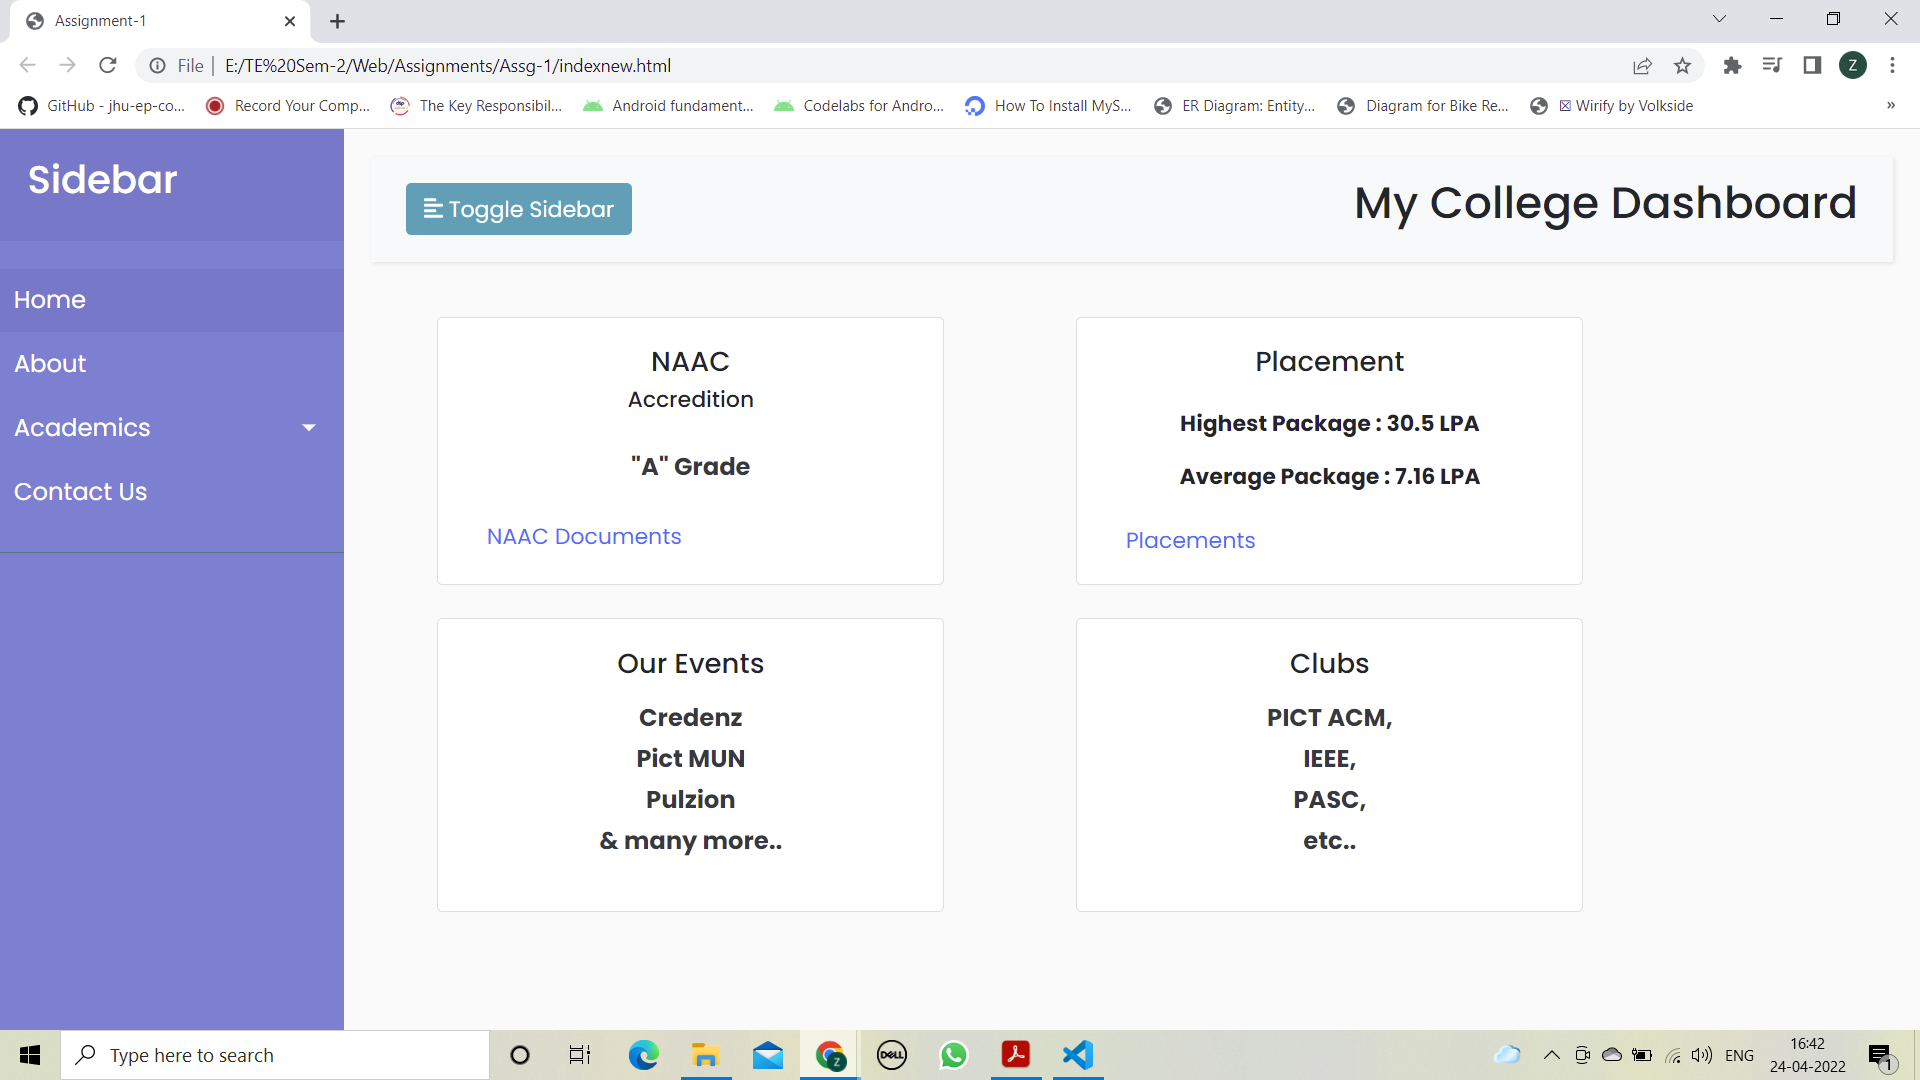 Assignment-1
File
E:/TE%20Sem-2/Web/Assignments/Assg-1/indexnew.html
Z
GitHub - jhu-ep-co...
Record Your Comp...
The Key Responsibil...
Android fundament...
Codelabs for Andro...
How To Install MyS...
ER Diagram: Entity...
Diagram for Bike Re...
Wirify by Volkside
»
Sidebar
Toggle Sidebar
My College Dashboard
Home
About
Academics
Contact Us
NAAC
Accredition
"A" Grade
NAAC Documents
Placement
Highest Package : 30.5 LPA
Average Package : 7.16 LPA
Placements
Our Events
Credenz
Pict MUN
Pulzion
& many more..
Clubs
PICT ACM,
IEEE,
PASC,
etc..
Type here to search
Z
DELL
ENG
16:42
24-04-2022
1